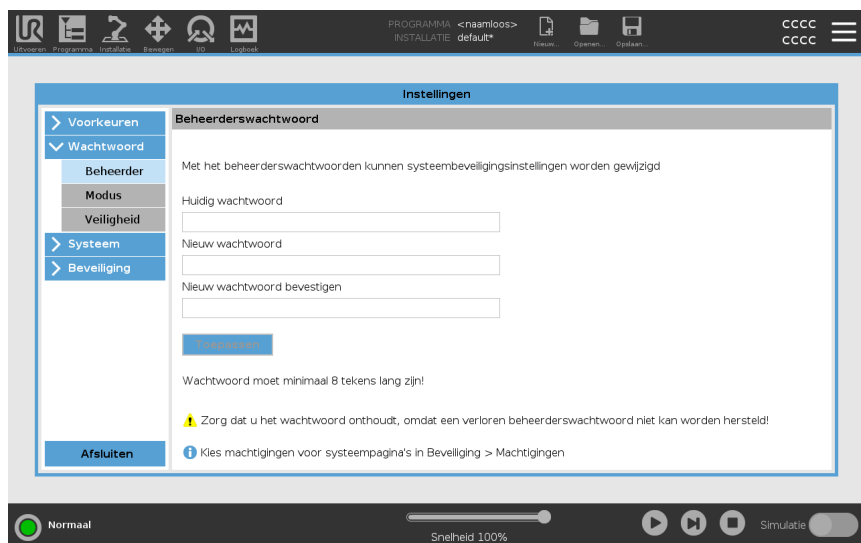 PROGRAMMA <naamloos>
INSTALLATIE default*
UR
Uitvoeren Programma Installatie Bewegen I/O Logboek
Nieuw... Openen... Opslaan...
CCCC
CCCC
Instellingen
Voorkeuren
Wachtwoord
Beheerder
Modus
Veiligheid
Systeem
Beveiliging
Afsluiten
Beheerderswachtwoord
Met het beheerderswachtwoorden kunnen systeembeveiligingsinstellingen worden gewijzigd
Huidig wachtwoord
Nieuw wachtwoord
Nieuw wachtwoord bevestigen
Toepassen
Wachtwoord moet minimaal 8 tekens lang zijn!
Zorg dat u het wachtwoord onthoudt, omdat een verloren beheerderswachtwoord niet kan worden hersteld!
Kies machtigingen voor systeempagina's in Beveiliging > Machtigingen
Normaal
Snelheid 100%
Simulatie